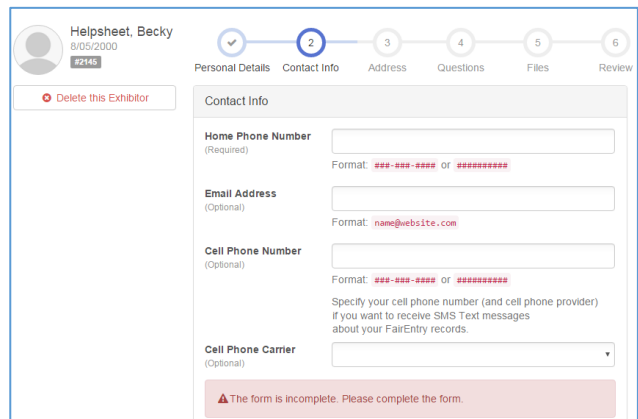 Helpsheet, Becky
8/05/2000
#2145
Delete this Exhibitor
2 3 4 5 6
Personal Details Contact Info Address Questions Files Review
Contact Info
Home Phone Number
(Required)
Format: ###-###-#### or ##########
Email Address
(Optional)
Format: name@website.com
Cell Phone Number
(Optional)
Format: ###-###-#### or ##########
Specify your cell phone number (and cell phone provider)
if you want to receive SMS Text messages
about your FairEntry records.
Cell Phone Carrier
(Optional)
The form is incomplete. Please complete the form.